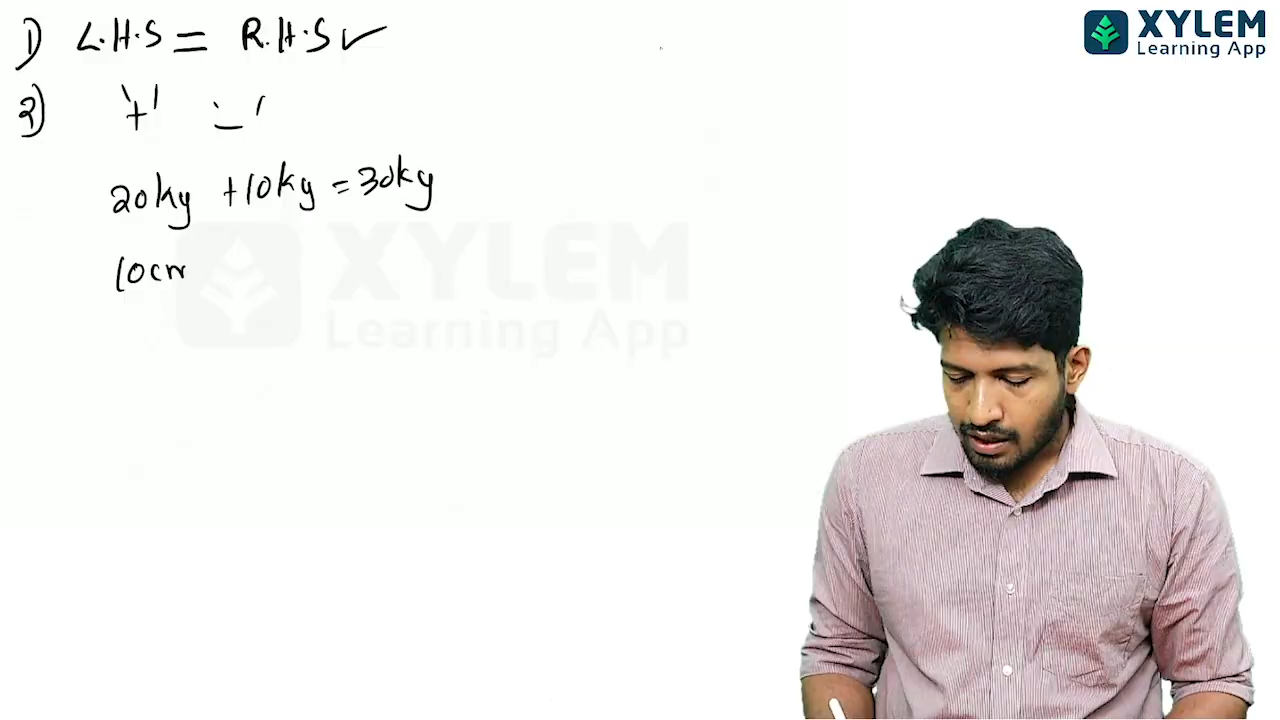 1) L.H.S = R.H.S ✓
2) '+' '-'
20kg +10kg = 30kg
10cm
XYLEM
Learning App
XYLEM
Learning App